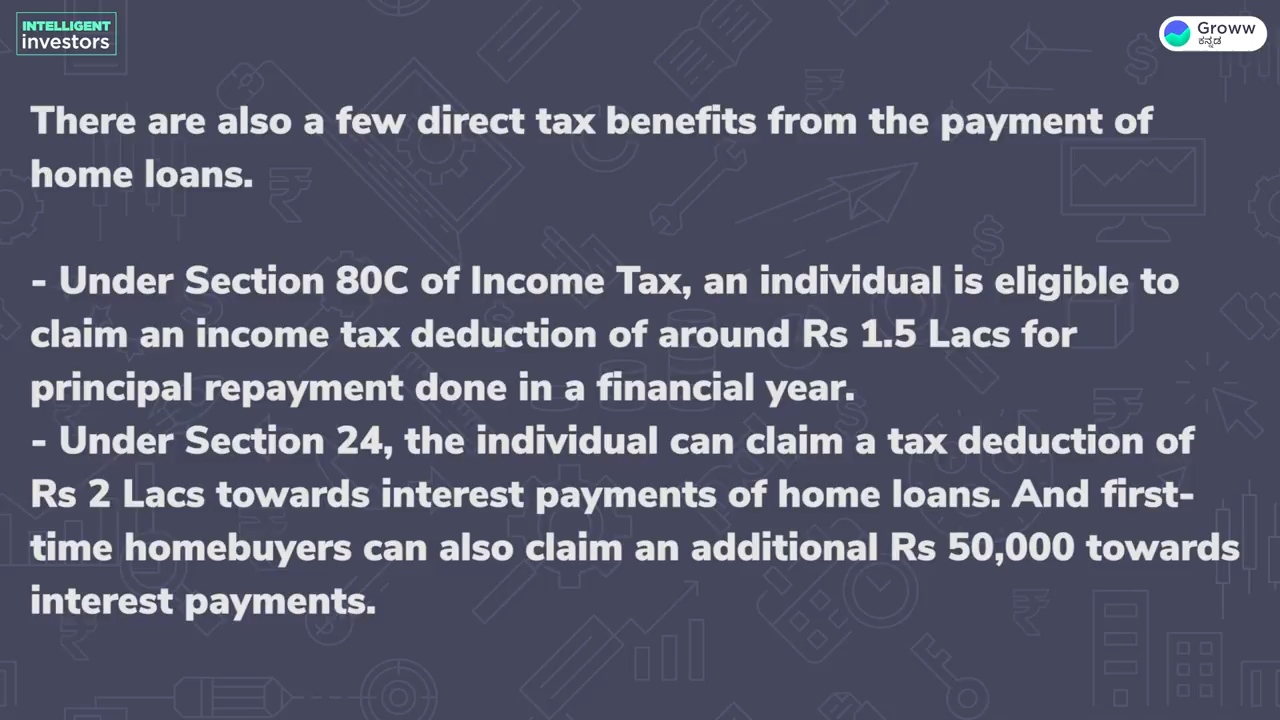 INTELLIGENT
investors
Groww
ಕನ್ನಡ
There are also a few direct tax benefits from the payment of
home loans.
- Under Section 80C of Income Tax, an individual is eligible to
claim an income tax deduction of around Rs 1.5 Lacs for
principal repayment done in a financial year.
- Under Section 24, the individual can claim a tax deduction of
Rs 2 Lacs towards interest payments of home loans. And first-
time homebuyers can also claim an additional Rs 50,000 towards
interest payments.